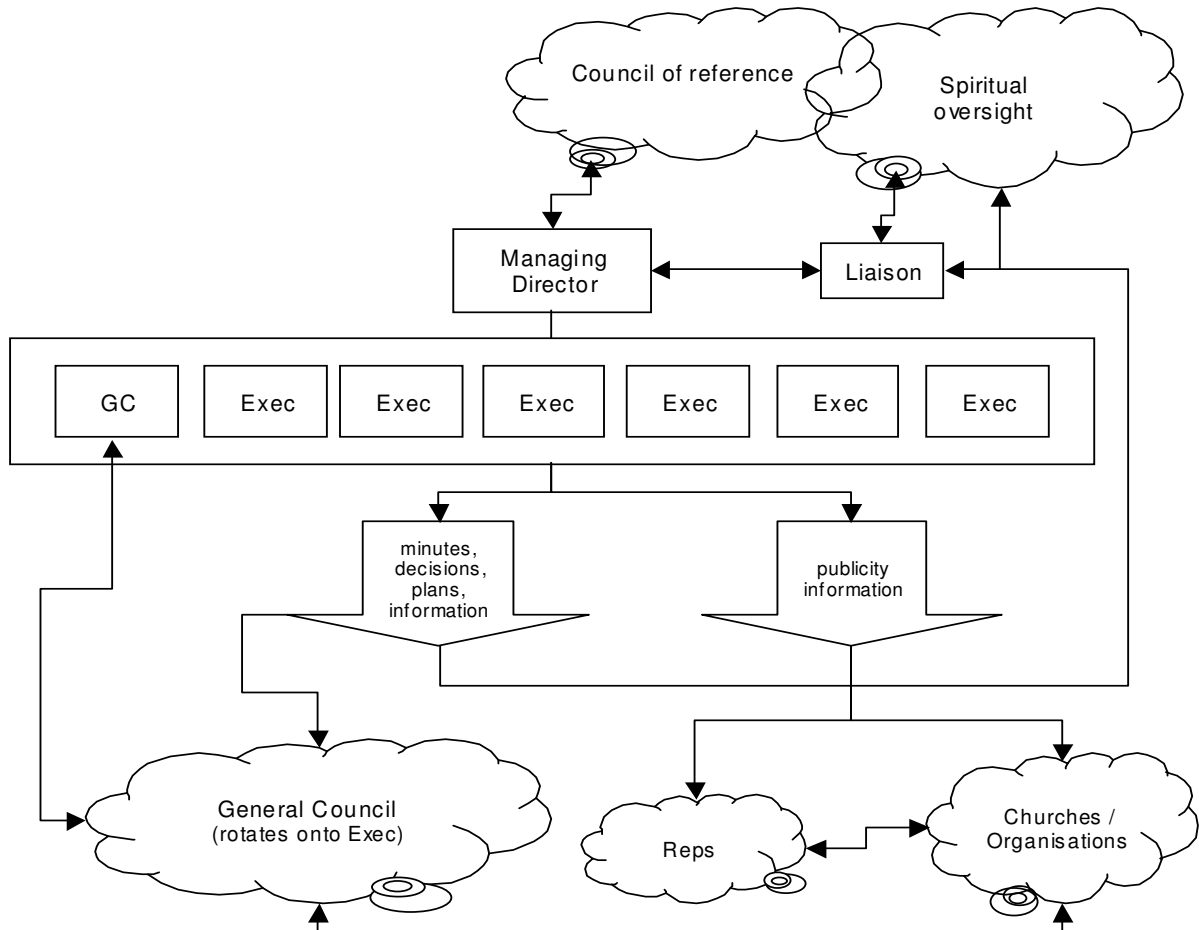 Council of reference
Spiritual
oversight
Managing
Director
Liaison
GC
Exec
Exec
Exec
Exec
Exec
Exec
minutes,
decisions,
plans,
information
publicity
information
General Council
(rotates onto Exec)
Reps
Churches /
Organisations